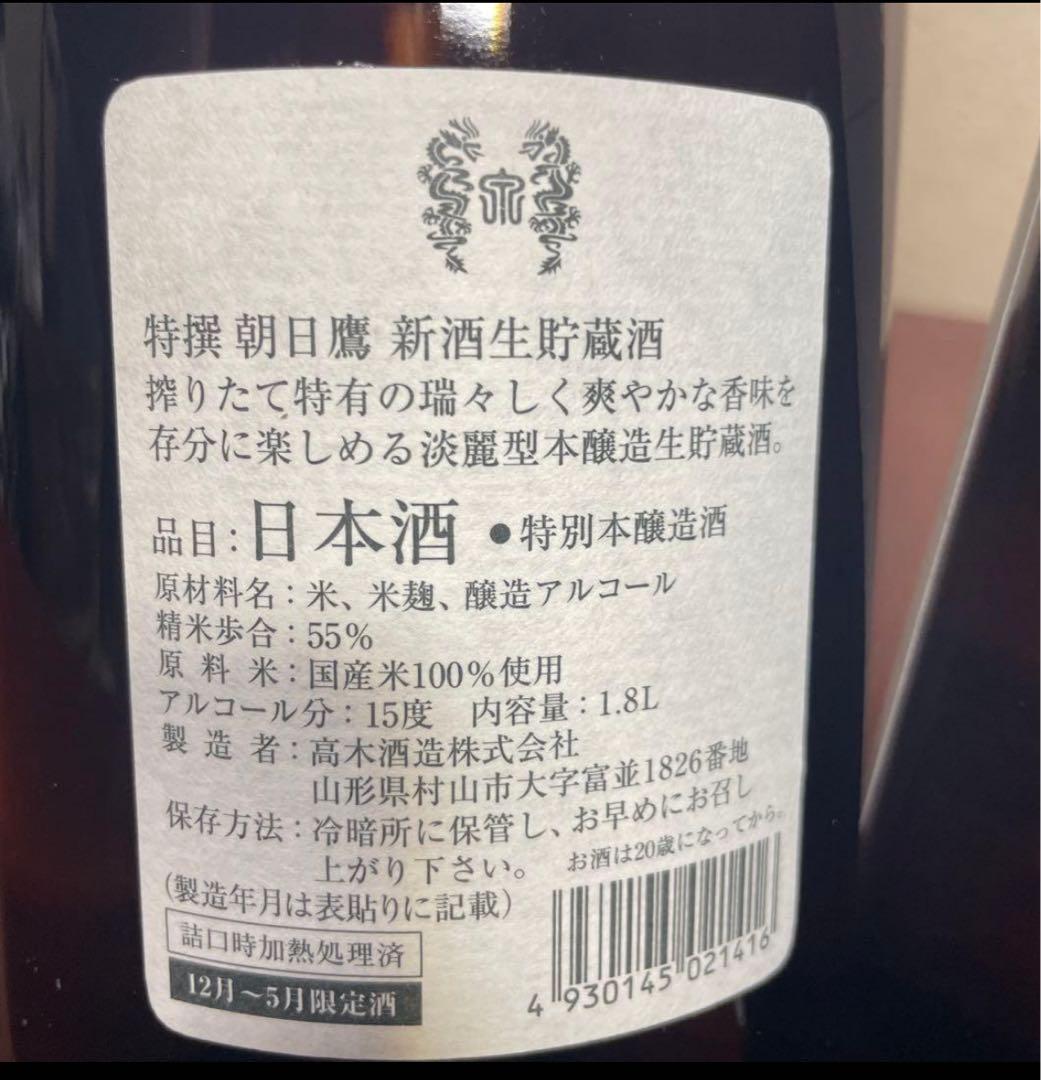 特撰 朝日鷹 新酒生貯蔵酒
搾りたて特有の瑞々しく爽やかな香味を
存分に楽しめる淡麗型本醸造生貯蔵酒。
品目：日本酒 ●特別本醸造酒
原材料名：米、米麹、醸造アルコール
精米歩合：55%
原料米：国産米100%使用
アルコール分：15度 内容量：1.8L
製造者：高木酒造株式会社
山形県村山市大字富並1826番地
保存方法：冷暗所に保管し、お早めにお召し
上がり下さい。
お酒は20歳になってから。
(製造年月は表貼りに記載)
詰口時加熱処理済
12月～5月限定酒
4 930145 021416